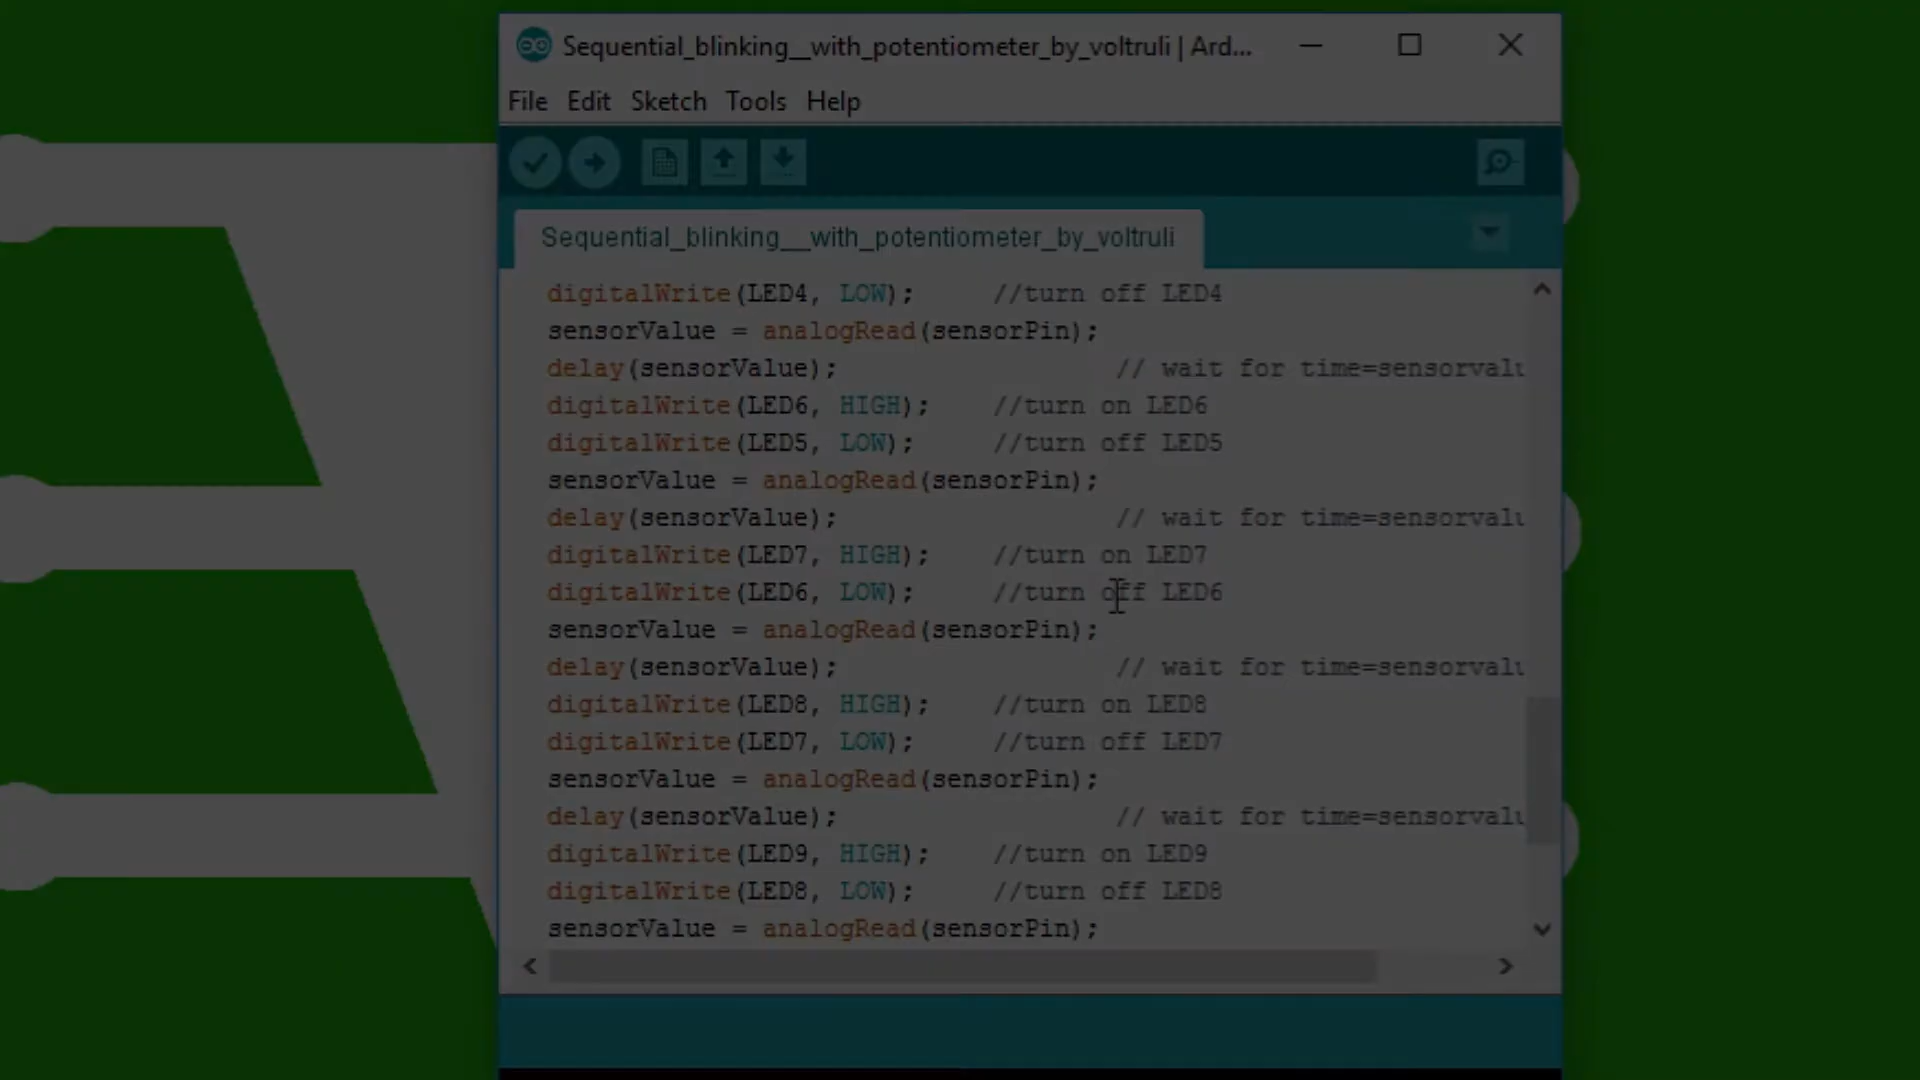 Sequential_blinking__with_potentiometer_by_voltruli | Ard...
File Edit Sketch Tools Help
Sequential_blinking__with_potentiometer_by_voltruli
digitalWrite(LED4, LOW);     //turn off LED4
sensorValue = analogRead(sensorPin);
delay(sensorValue);                  // wait for time=sensorvalu
digitalWrite(LED6, HIGH);    //turn on LED6
digitalWrite(LED5, LOW);     //turn off LED5
sensorValue = analogRead(sensorPin);
delay(sensorValue);                  // wait for time=sensorvalu
digitalWrite(LED7, HIGH);    //turn on LED7
digitalWrite(LED6, LOW);     //turn off LED6
sensorValue = analogRead(sensorPin);
delay(sensorValue);                  // wait for time=sensorvalu
digitalWrite(LED8, HIGH);    //turn on LED8
digitalWrite(LED7, LOW);     //turn off LED7
sensorValue = analogRead(sensorPin);
delay(sensorValue);                  // wait for time=sensorvalu
digitalWrite(LED9, HIGH);    //turn on LED9
digitalWrite(LED8, LOW);     //turn off LED8
sensorValue = analogRead(sensorPin);